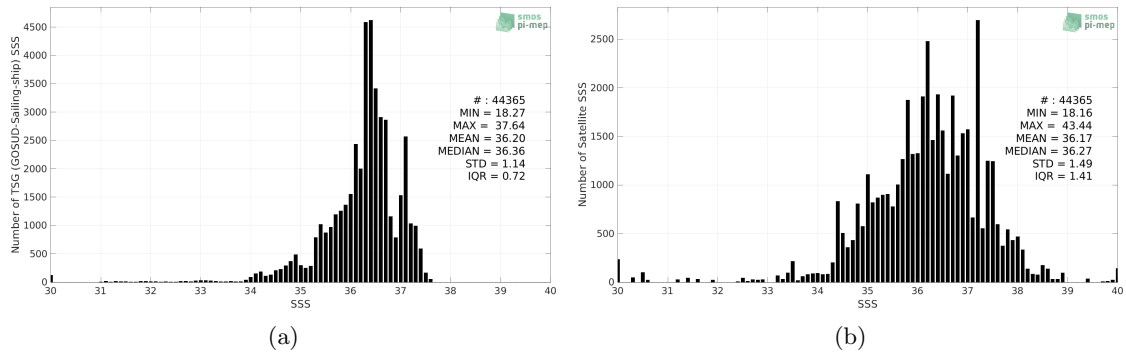 smos
pi-mep
Number of TSG (GOSUD-Sailing-ship) SSS
4500
4000
3500
3000
2500
2000
1500
1000
500
0
# : 44365
MIN = 18.27
MAX = 37.64
MEAN = 36.20
MEDIAN = 36.36
STD = 1.14
IQR = 0.72
30 31 32 33 34 35 36 37 38 39 40
SSS
(a)
smos
pi-mep
Number of Satellite SSS
2500
2000
1500
1000
500
0
# : 44365
MIN = 18.16
MAX = 43.44
MEAN = 36.17
MEDIAN = 36.27
STD = 1.49
IQR = 1.41
30 31 32 33 34 35 36 37 38 39 40
SSS
(b)